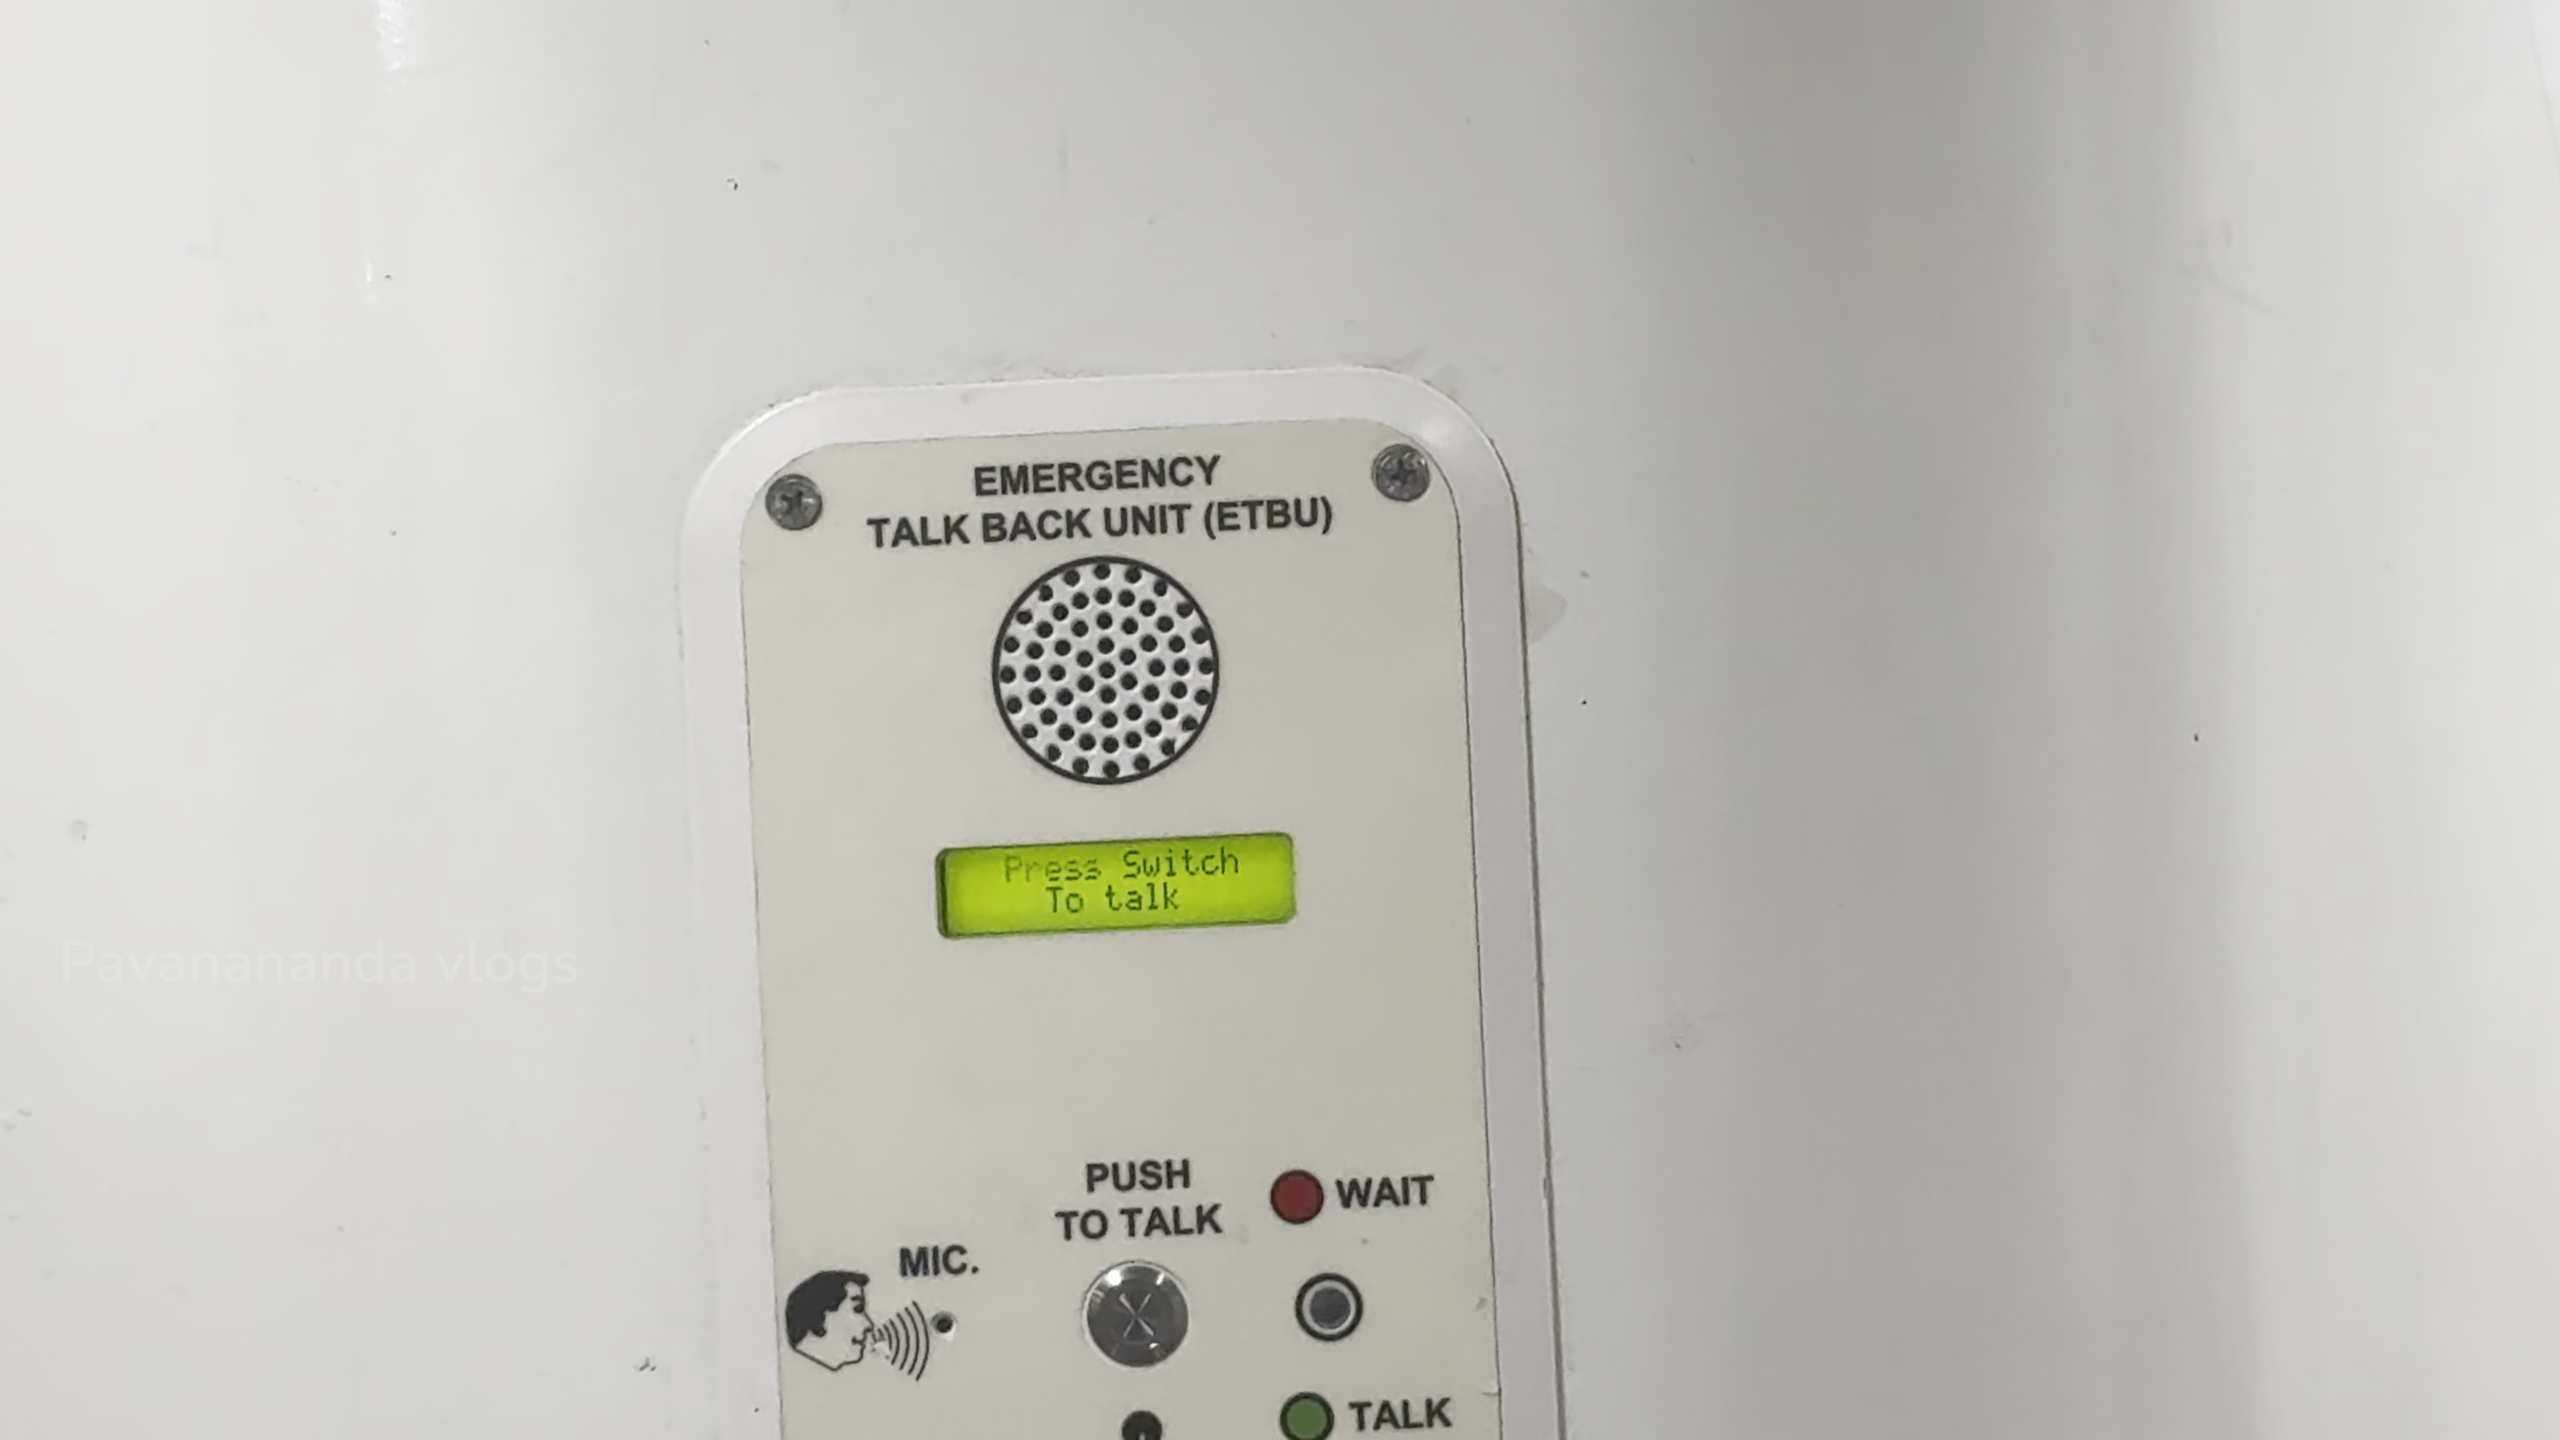 EMERGENCY
TALK BACK UNIT (ETBU)
Press Switch
To talk
Pavanananda vlogs
PUSH
TO TALK
WAIT
MIC.
TALK